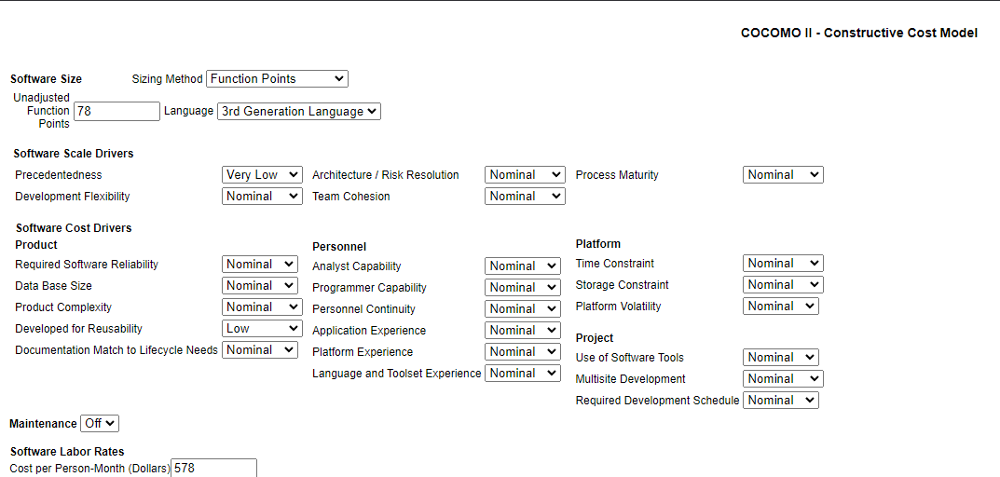 COCOMO II - Constructive Cost Model
Software Size Sizing Method Function Points
Unadjusted
Function 78 Language 3rd Generation Language
Points
Software Scale Drivers
Precedentedness Very Low Architecture / Risk Resolution Nominal Process Maturity Nominal
Development Flexibility Nominal Team Cohesion Nominal
Software Cost Drivers
Product
Required Software Reliability Nominal
Data Base Size Nominal
Product Complexity Nominal
Developed for Reusability Low
Documentation Match to Lifecycle Needs Nominal
Personnel
Analyst Capability Nominal
Programmer Capability Nominal
Personnel Continuity Nominal
Application Experience Nominal
Platform Experience Nominal
Language and Toolset Experience Nominal
Platform
Time Constraint Nominal
Storage Constraint Nominal
Platform Volatility Nominal
Project
Use of Software Tools Nominal
Multisite Development Nominal
Required Development Schedule Nominal
Maintenance Off
Software Labor Rates
Cost per Person-Month (Dollars) 578